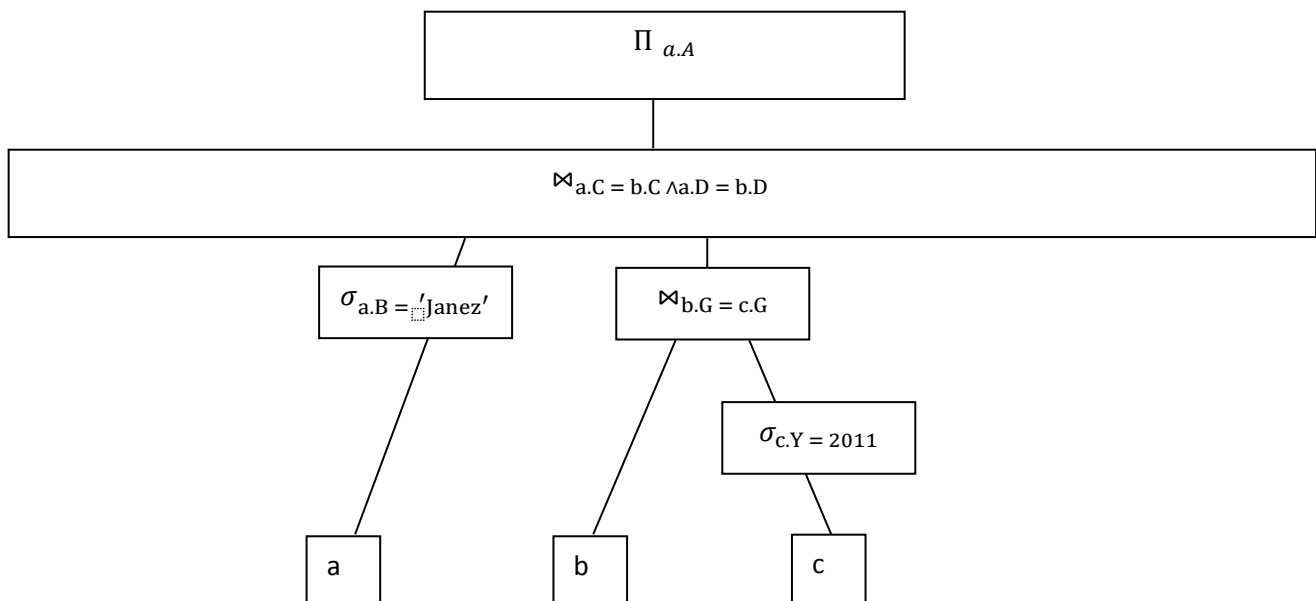 Π a.A
⋈a.C = b.C ∧a.D = b.D
σa.B = ′Janez′
⋈b.G = c.G
σc.Y = 2011
a
b
c